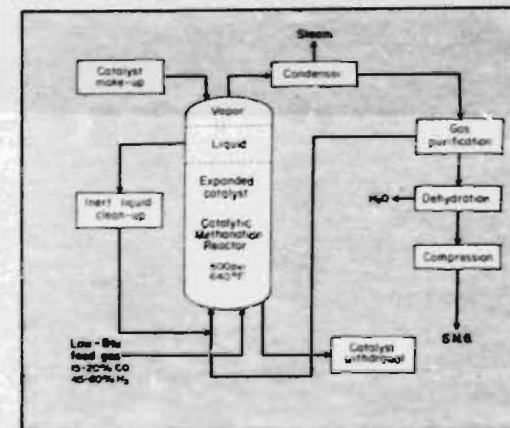 Steam
Catalyst
make-up
Condenser
Vapor
Liquid
Gas
purification
Expanded
catalyst
Inert liquid
clean-up
H₂O
Dehydration
Catalytic
Methanation
Reactor
Compression
640°F
Low-Btu
feed gas
15-20% CO
45-60% H₂
Catalyst
withdrawal
S.N.G.